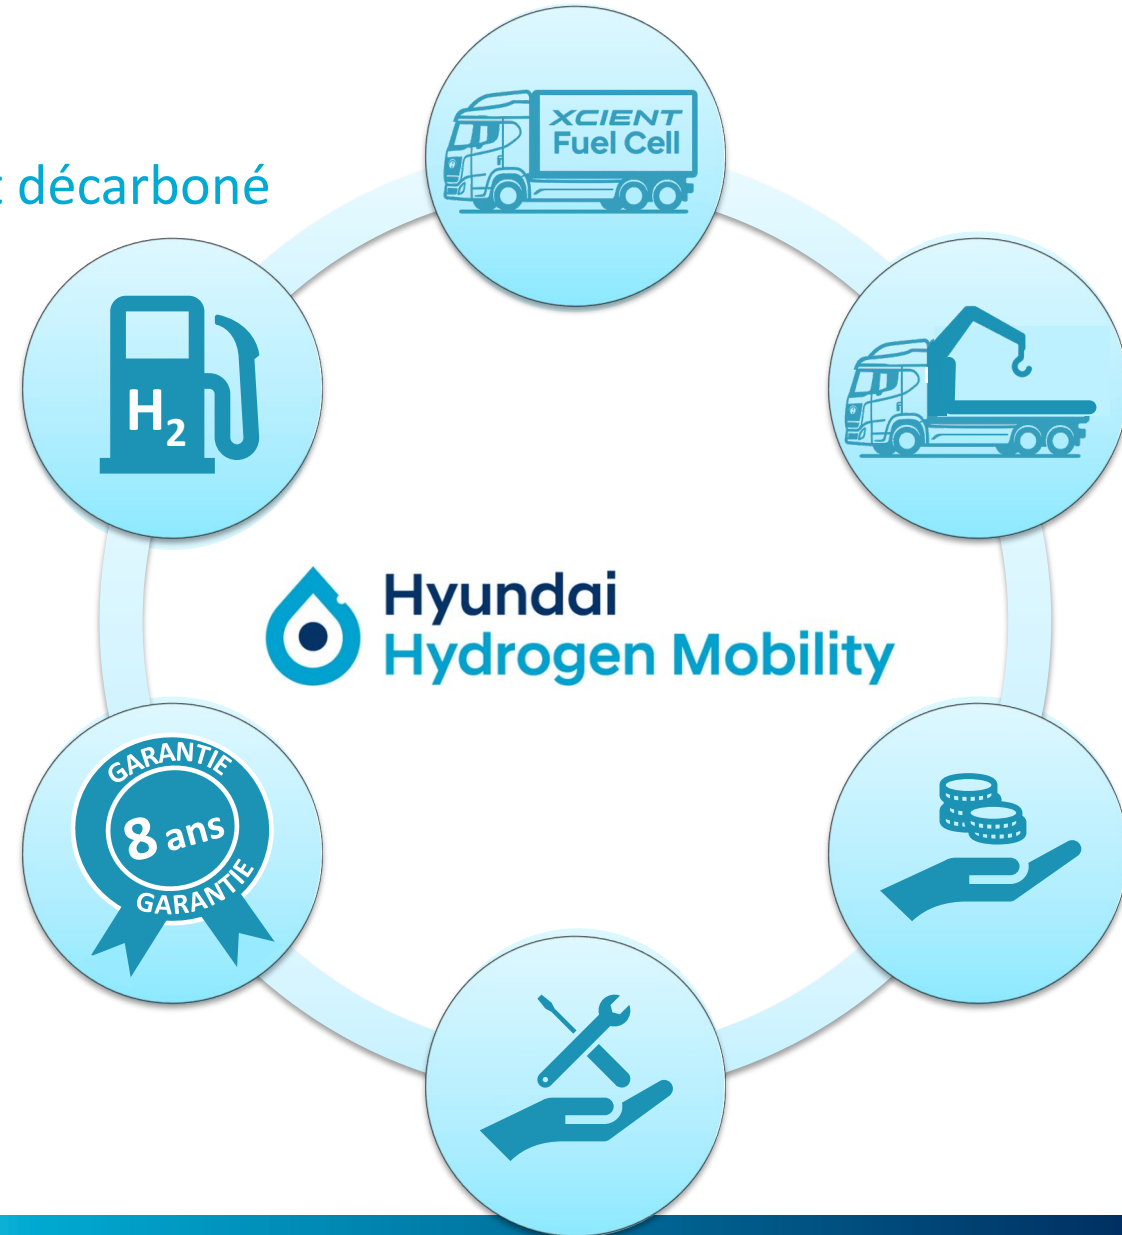 XCIENT
Fuel Cell
décarboné
H₂
Hyundai
Hydrogen Mobility
GARANTIE
8 ans
GARANTIE